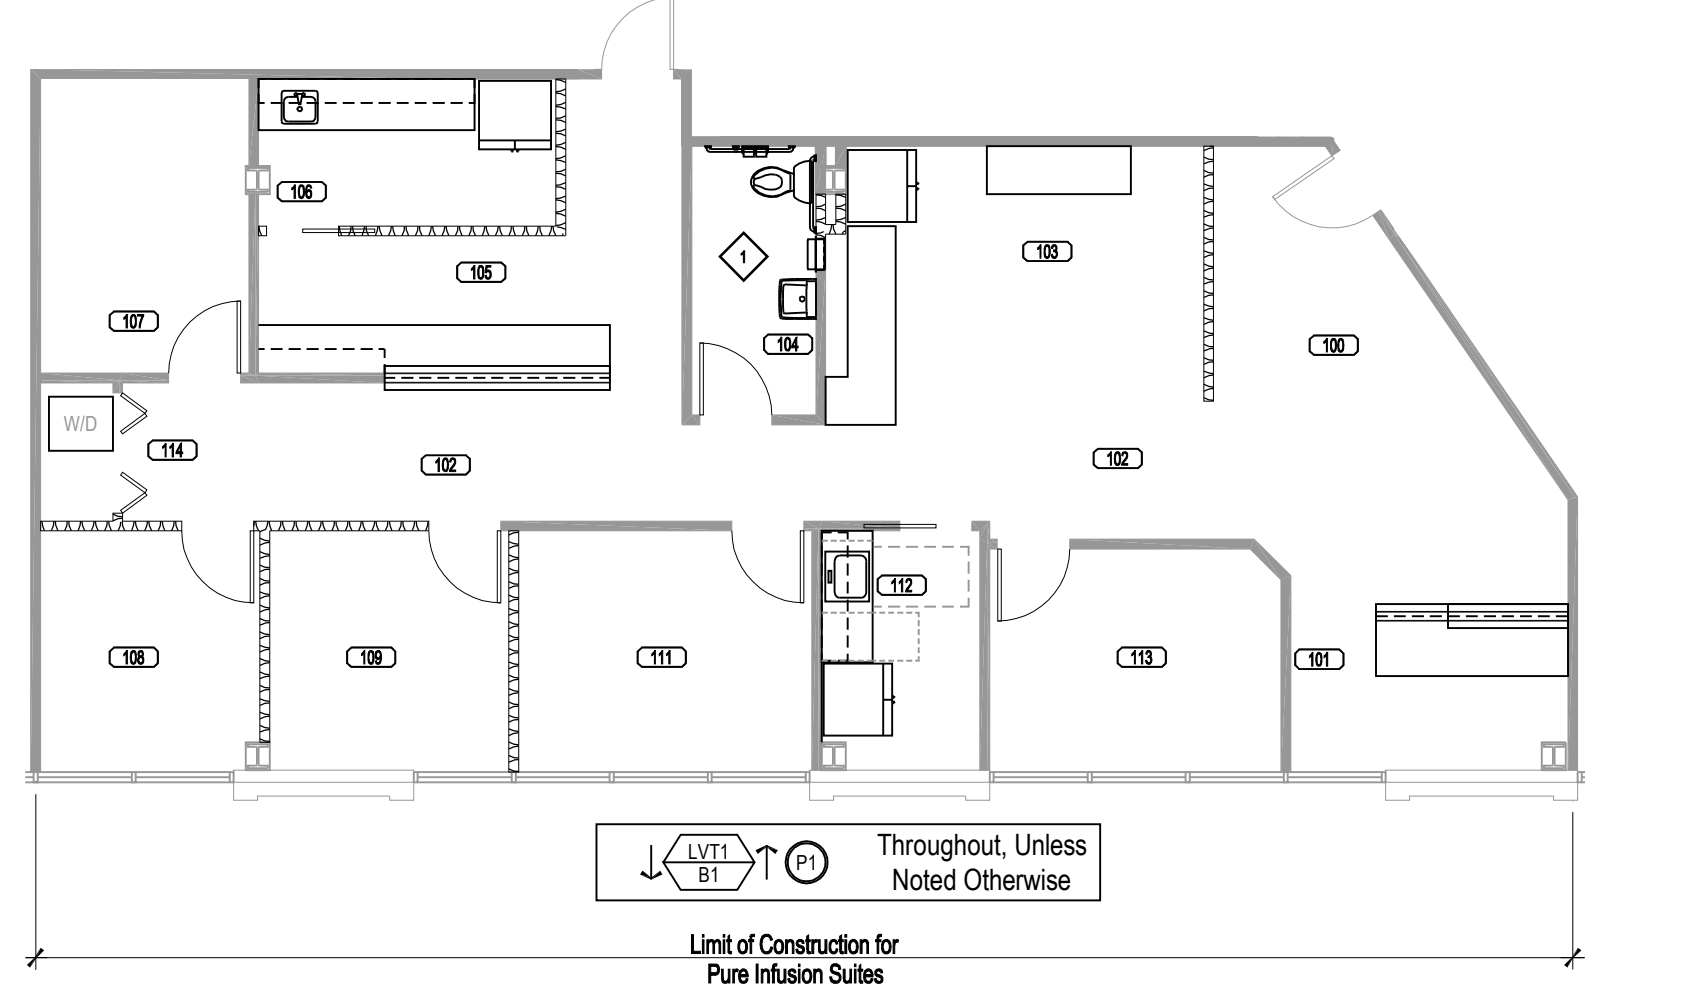 106
1
103
105
107
104
100
W/D
114
102
102
112
108
109
111
113
101
LVT1
B1
P1
Throughout, Unless
Noted Otherwise
Limit of Construction for
Pure Infusion Suites